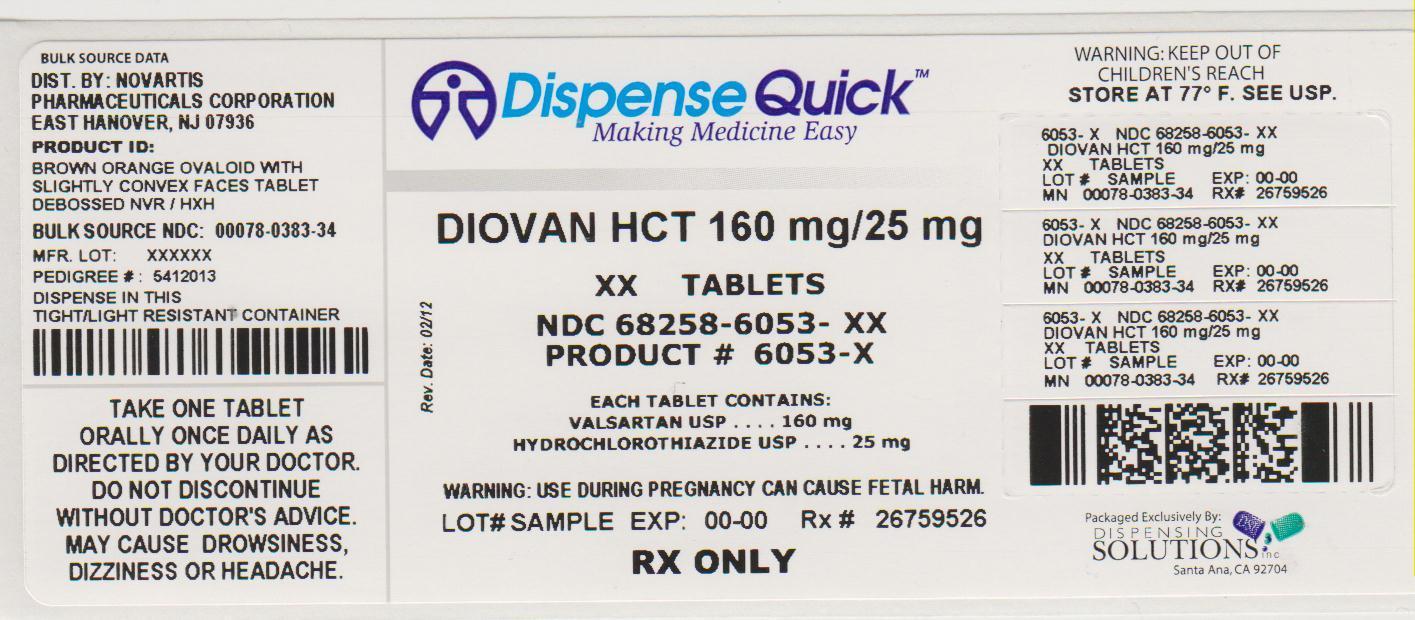 BULK SOURCE DATA
DIST. BY: NOVARTIS
PHARMACEUTICALS CORPORATION
EAST HANOVER, NJ 07936
PRODUCT ID:
BROWN ORANGE OVALOID WITH
SLIGHTLY CONVEX FACES TABLET
DEBOSSED NVR / HXH
BULK SOURCE NDC: 00078-0383-34
MFR. LOT: XXXXXX
PEDIGREE #: 5412013
DISPENSE IN THIS
TIGHT/LIGHT RESISTANT CONTAINER
TAKE ONE TABLET
ORALLY ONCE DAILY AS
DIRECTED BY YOUR DOCTOR.
DO NOT DISCONTINUE
WITHOUT DOCTOR'S ADVICE.
MAY CAUSE DROWSINESS,
DIZZINESS OR HEADACHE.
Dispense Quick™
Making Medicine Easy
DIOVAN HCT 160 mg/25 mg
XX TABLETS
NDC 68258-6053- XX
PRODUCT # 6053-X
Rev. Date: 02/12
EACH TABLET CONTAINS:
VALSARTAN USP .... 160 mg
HYDROCHLOROTHIAZIDE USP .... 25 mg
WARNING: USE DURING PREGNANCY CAN CAUSE FETAL HARM.
LOT# SAMPLE EXP: 00-00 Rx # 26759526
RX ONLY
WARNING: KEEP OUT OF
CHILDREN'S REACH
STORE AT 77° F. SEE USP.
6053- X NDC 68258-6053- XX
DIOVAN HCT 160 mg/25 mg
XX TABLETS
LOT # SAMPLE EXP: 00-00
MN 00078-0383-34 RX# 26759526
6053- X NDC 68258-6053- XX
DIOVAN HCT 160 mg/25 mg
XX TABLETS
LOT # SAMPLE EXP: 00-00
MN 00078-0383-34 RX# 26759526
6053- X NDC 68258-6053- XX
DIOVAN HCT 160 mg/25 mg
XX TABLETS
LOT # SAMPLE EXP: 00-00
MN 00078-0383-34 RX# 26759526
Packaged Exclusively By:
DISPENSING
SOLUTIONS inc
Santa Ana, CA 92704